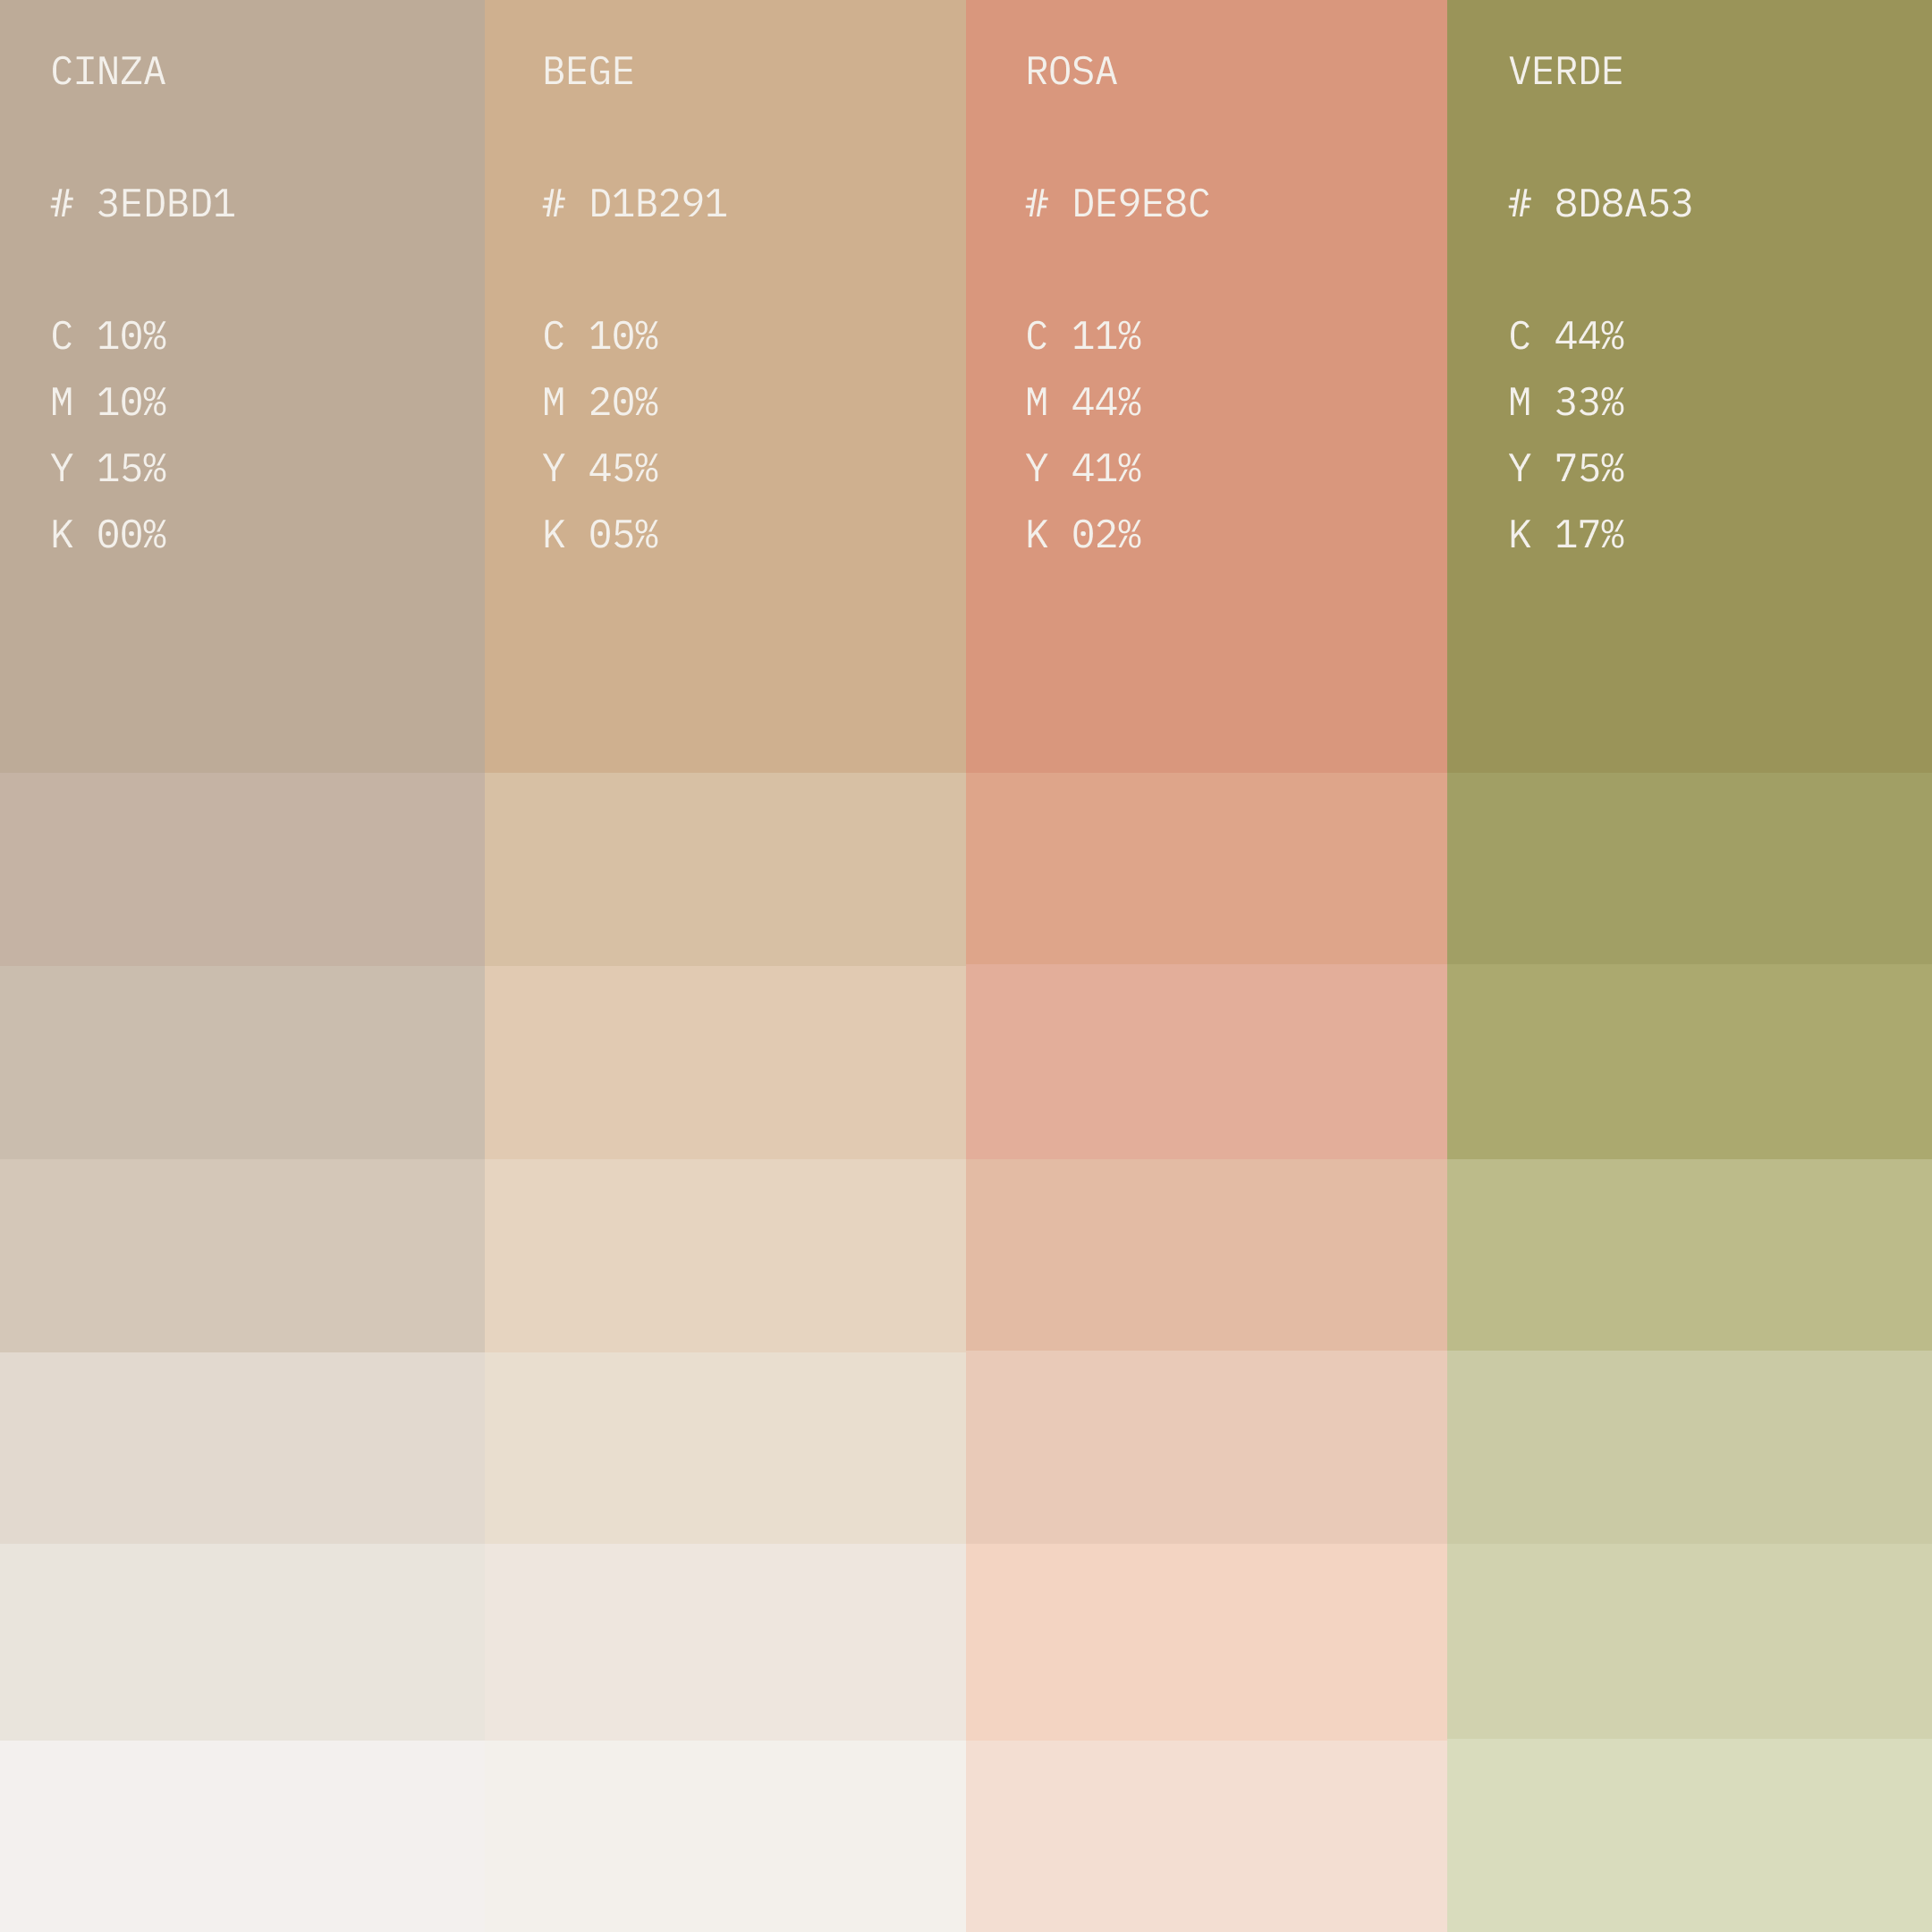 CINZA
# 3EDBD1
C 10%
M 10%
Y 15%
K 00%
BEGE
# D1B291
C 10%
M 20%
Y 45%
K 05%
ROSA
# DE9E8C
C 11%
M 44%
Y 41%
K 02%
VERDE
# 8D8A53
C 44%
M 33%
Y 75%
K 17%